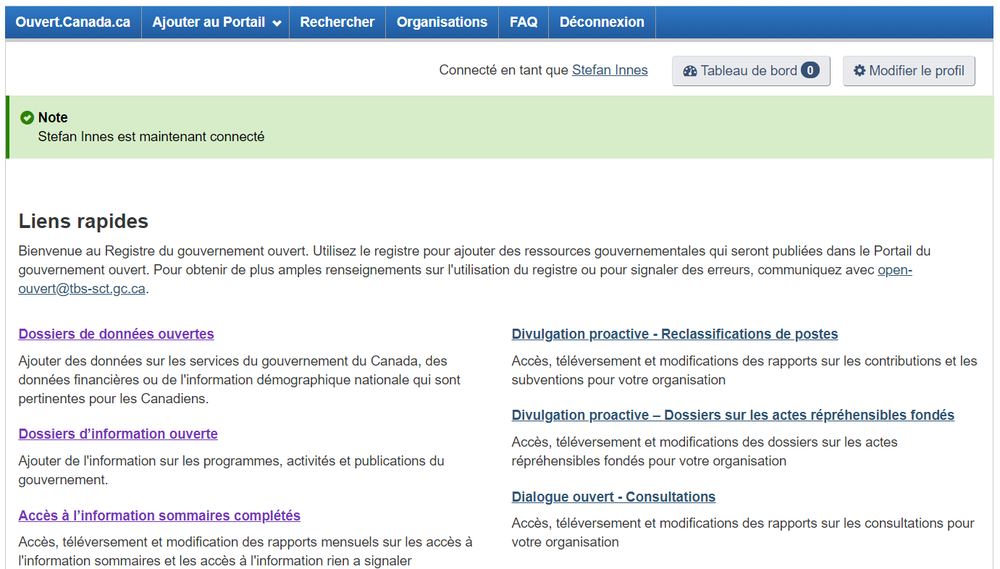 Ouvert.Canada.ca Ajouter au Portail Rechercher Organisations FAQ Déconnexion
Connecté en tant que Stefan Innes Tableau de bord 0 Modifier le profil
Note
Stefan Innes est maintenant connecté
Liens rapides
Bienvenue au Registre du gouvernement ouvert. Utilisez le registre pour ajouter des ressources gouvernementales qui seront publiées dans le Portail du
gouvernement ouvert. Pour obtenir de plus amples renseignements sur l'utilisation du registre ou pour signaler des erreurs, communiquez avec open-
ouvert@tbs-sct.gc.ca.
Dossiers de données ouvertes
Ajouter des données sur les services du gouvernement du Canada, des
données financières ou de l'information démographique nationale qui sont
pertinentes pour les Canadiens.
Dossiers d’information ouverte
Ajouter de l'information sur les programmes, activités et publications du
gouvernement.
Accès à l’information sommaires complétés
Accès, téléversement et modification des rapports mensuels sur les accès à
l'information sommaires et les accès à l'information rien a signaler
Divulgation proactive - Reclassifications de postes
Accès, téléversement et modifications des rapports sur les contributions et les
subventions pour votre organisation
Divulgation proactive – Dossiers sur les actes répréhensibles fondés
Accès, téléversement et modifications des dossiers sur les actes
répréhensibles fondés pour votre organisation
Dialogue ouvert - Consultations
Accès, téléversement et modifications des rapports sur les consultations pour
votre organisation